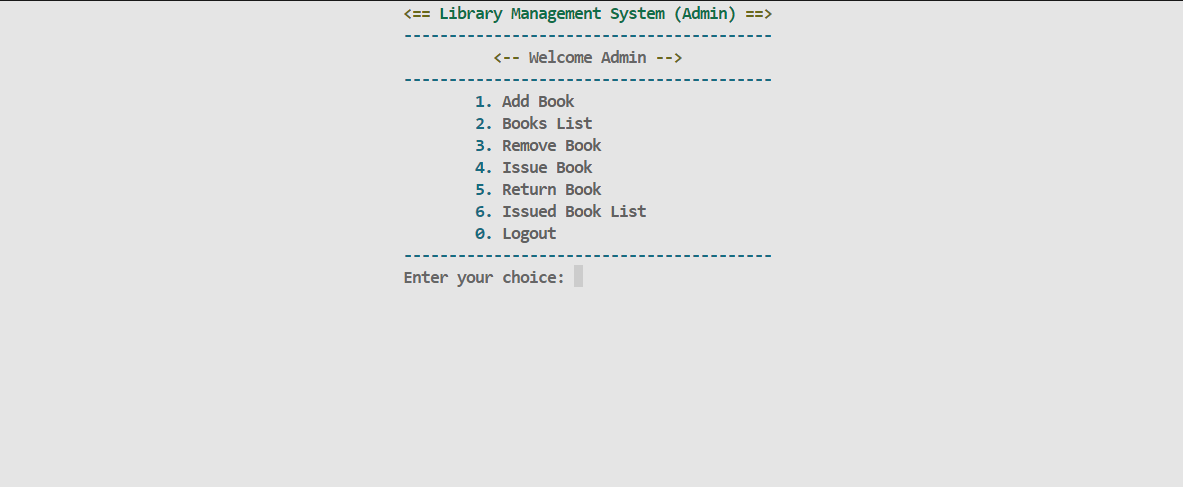 <== Library Management System (Admin) ==>
-----------------------------------------
<-- Welcome Admin -->
-----------------------------------------
1. Add Book
2. Books List
3. Remove Book
4. Issue Book
5. Return Book
6. Issued Book List
0. Logout
-----------------------------------------
Enter your choice: